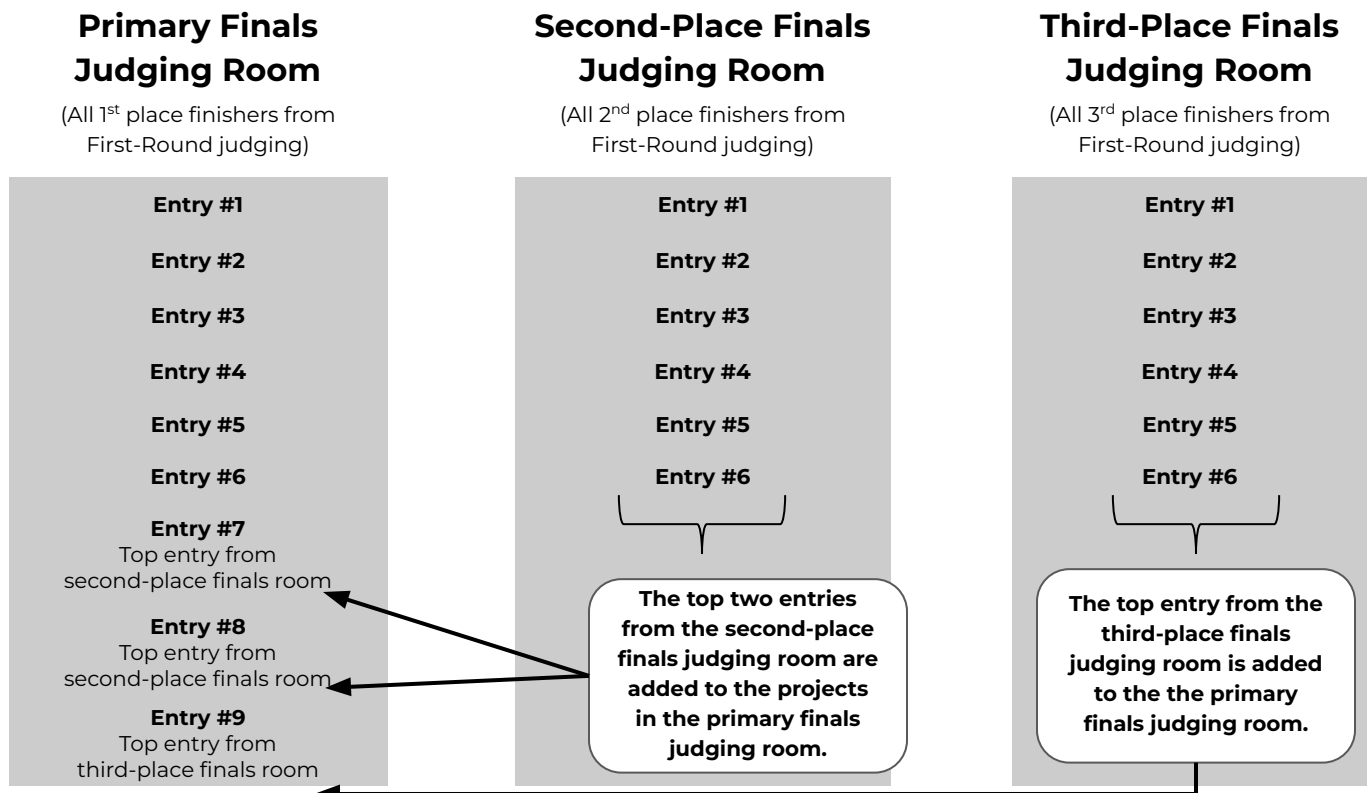 Primary Finals
Judging Room
(All 1st place finishers from
First-Round judging)
Entry #1
Entry #2
Entry #3
Entry #4
Entry #5
Entry #6
Entry #7
Top entry from
second-place finals room
Entry #8
Top entry from
second-place finals room
Entry #9
Top entry from
third-place finals room
Second-Place Finals
Judging Room
(All 2nd place finishers from
First-Round judging)
Entry #1
Entry #2
Entry #3
Entry #4
Entry #5
Entry #6
The top two entries
from the second-place
finals judging room are
added to the projects
in the primary finals
judging room.
Third-Place Finals
Judging Room
(All 3rd place finishers from
First-Round judging)
Entry #1
Entry #2
Entry #3
Entry #4
Entry #5
Entry #6
The top entry from the
third-place finals
judging room is added
to the the primary
finals judging room.